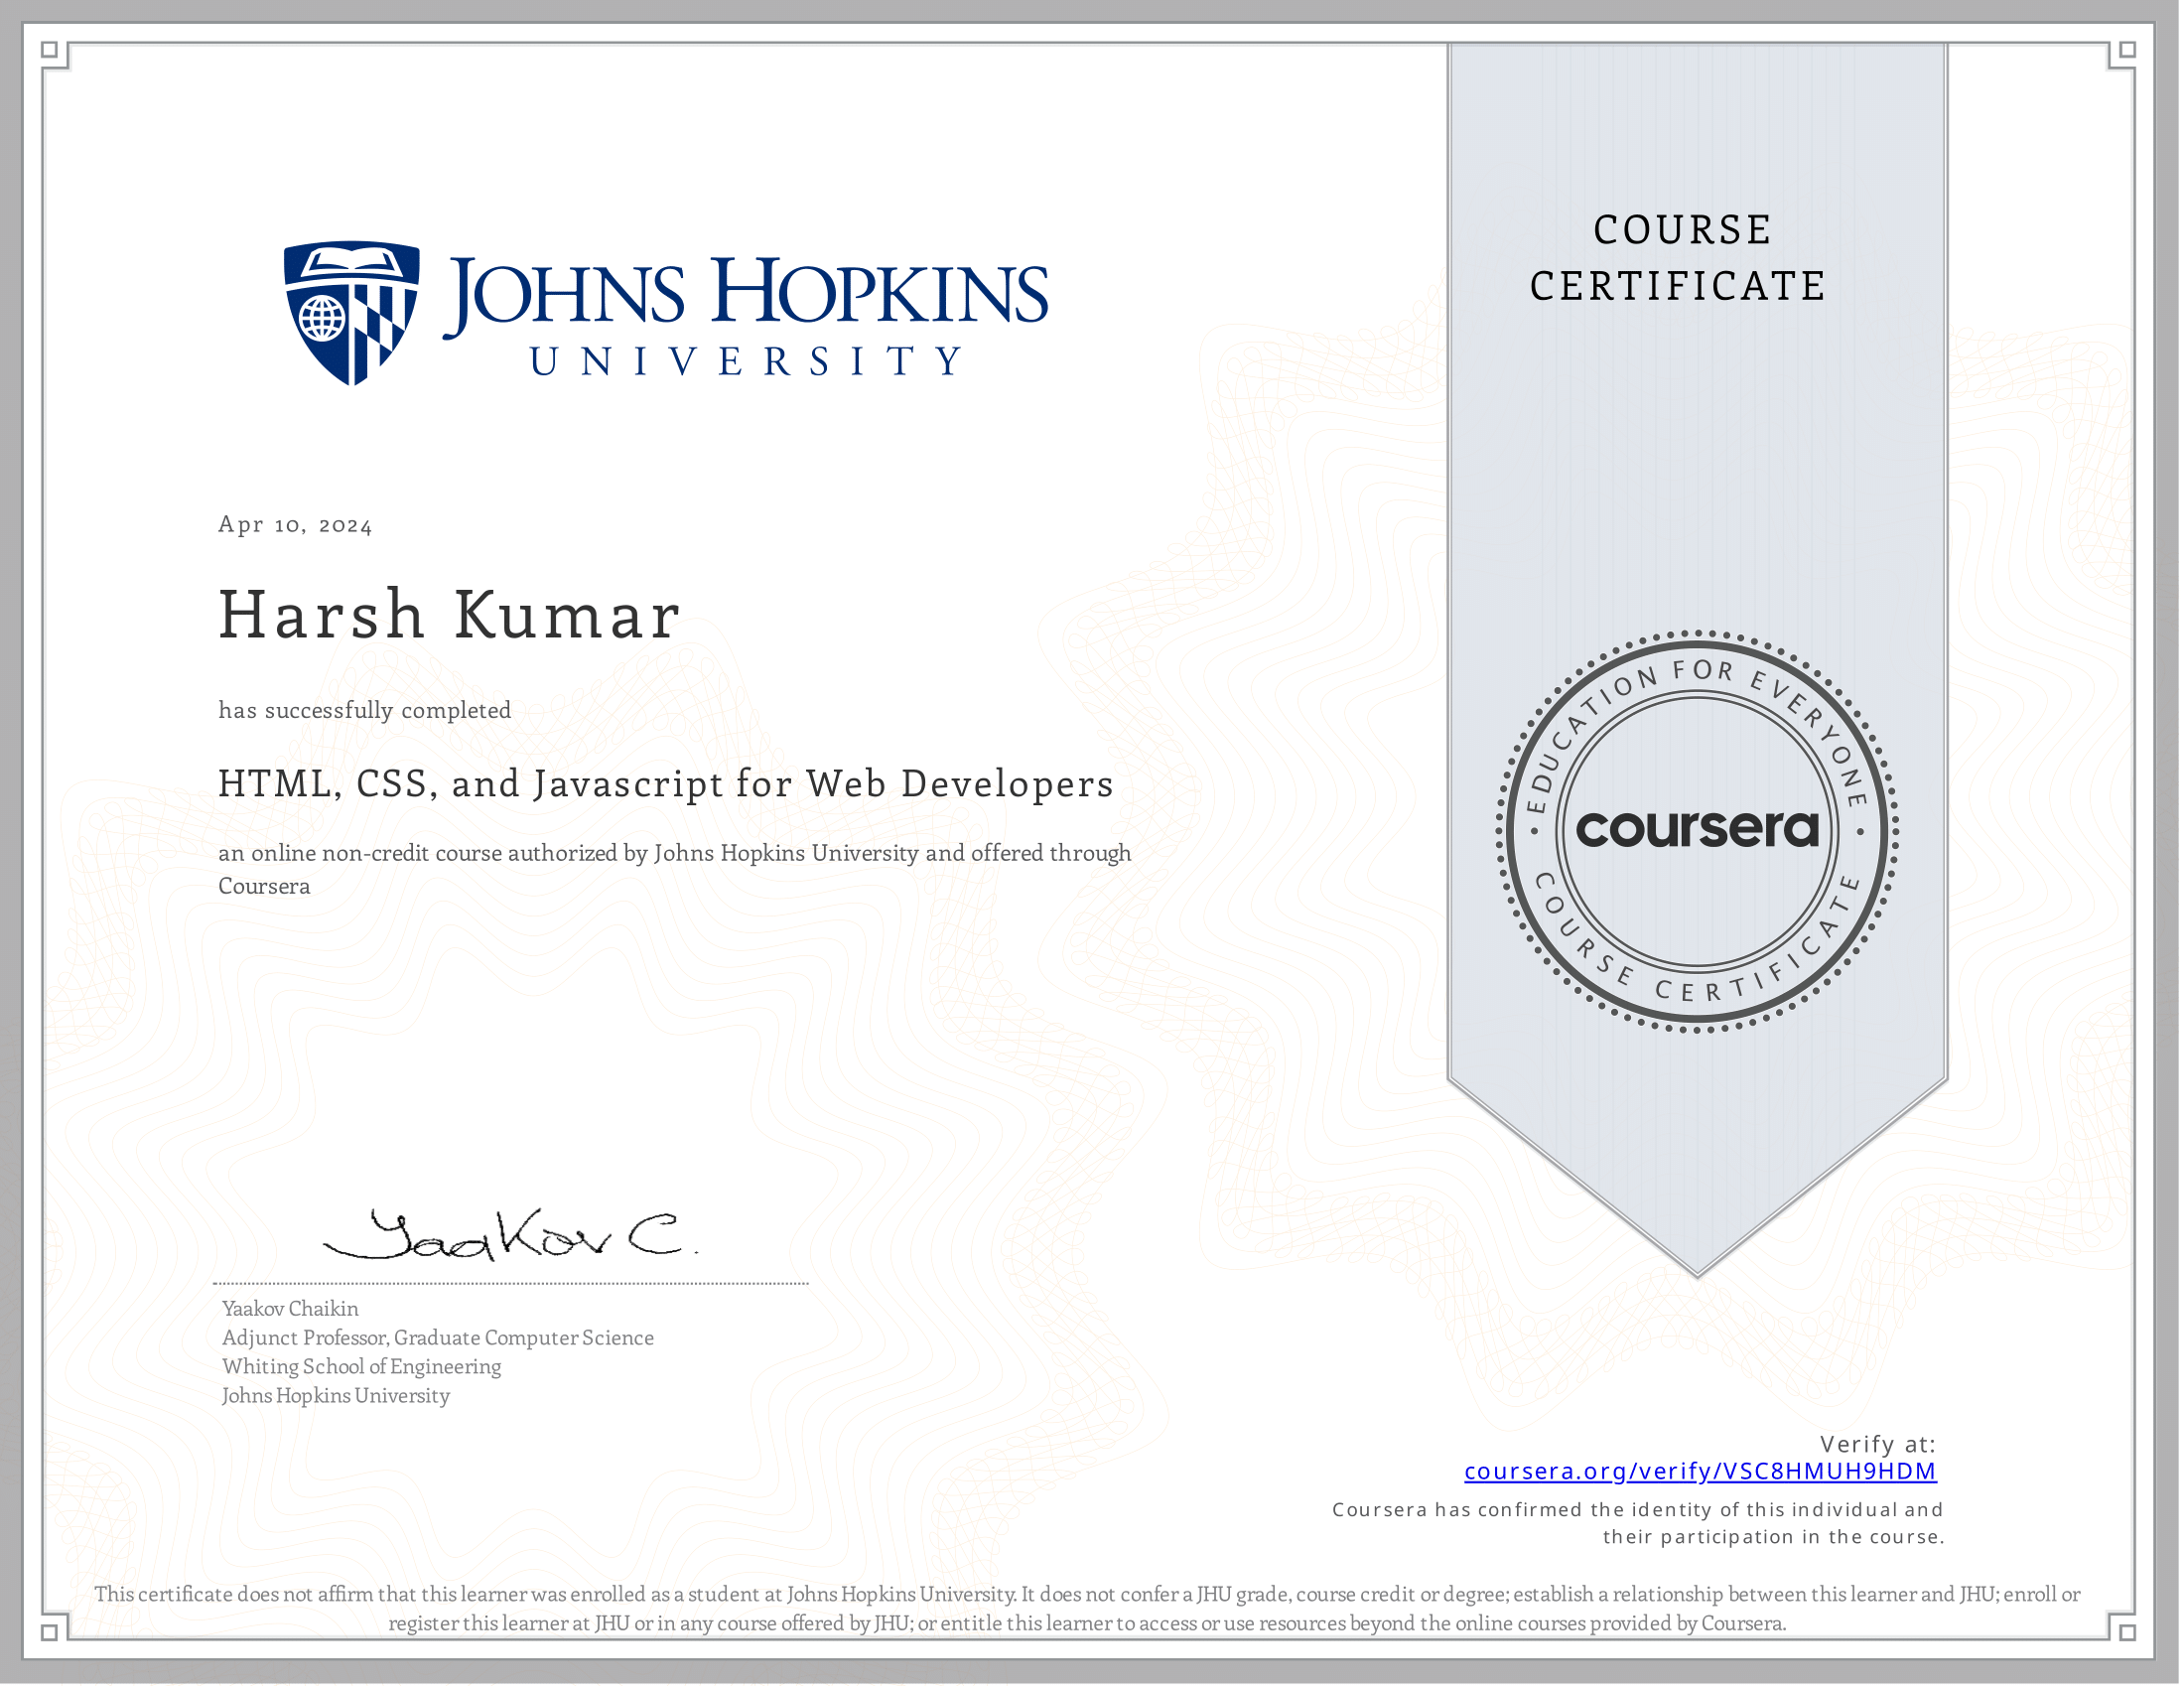 JOHNS HOPKINS
UNIVERSITY
COURSE
CERTIFICATE
Apr 10, 2024
Harsh Kumar
has successfully completed
HTML, CSS, and Javascript for Web Developers
an online non-credit course authorized by Johns Hopkins University and offered through
Coursera
EDUCATION FOR EVERYONE
coursera
COURSE CERTIFICATE
Yaakov C.
Yaakov Chaikin
Adjunct Professor, Graduate Computer Science
Whiting School of Engineering
Johns Hopkins University
Verify at:
coursera.org/verify/VSC8HMUH9HDM
Coursera has confirmed the identity of this individual and
their participation in the course.
This certificate does not affirm that this learner was enrolled as a student at Johns Hopkins University. It does not confer a JHU grade, course credit or degree; establish a relationship between this learner and JHU; enroll or
register this learner at JHU or in any course offered by JHU; or entitle this learner to access or use resources beyond the online courses provided by Coursera.